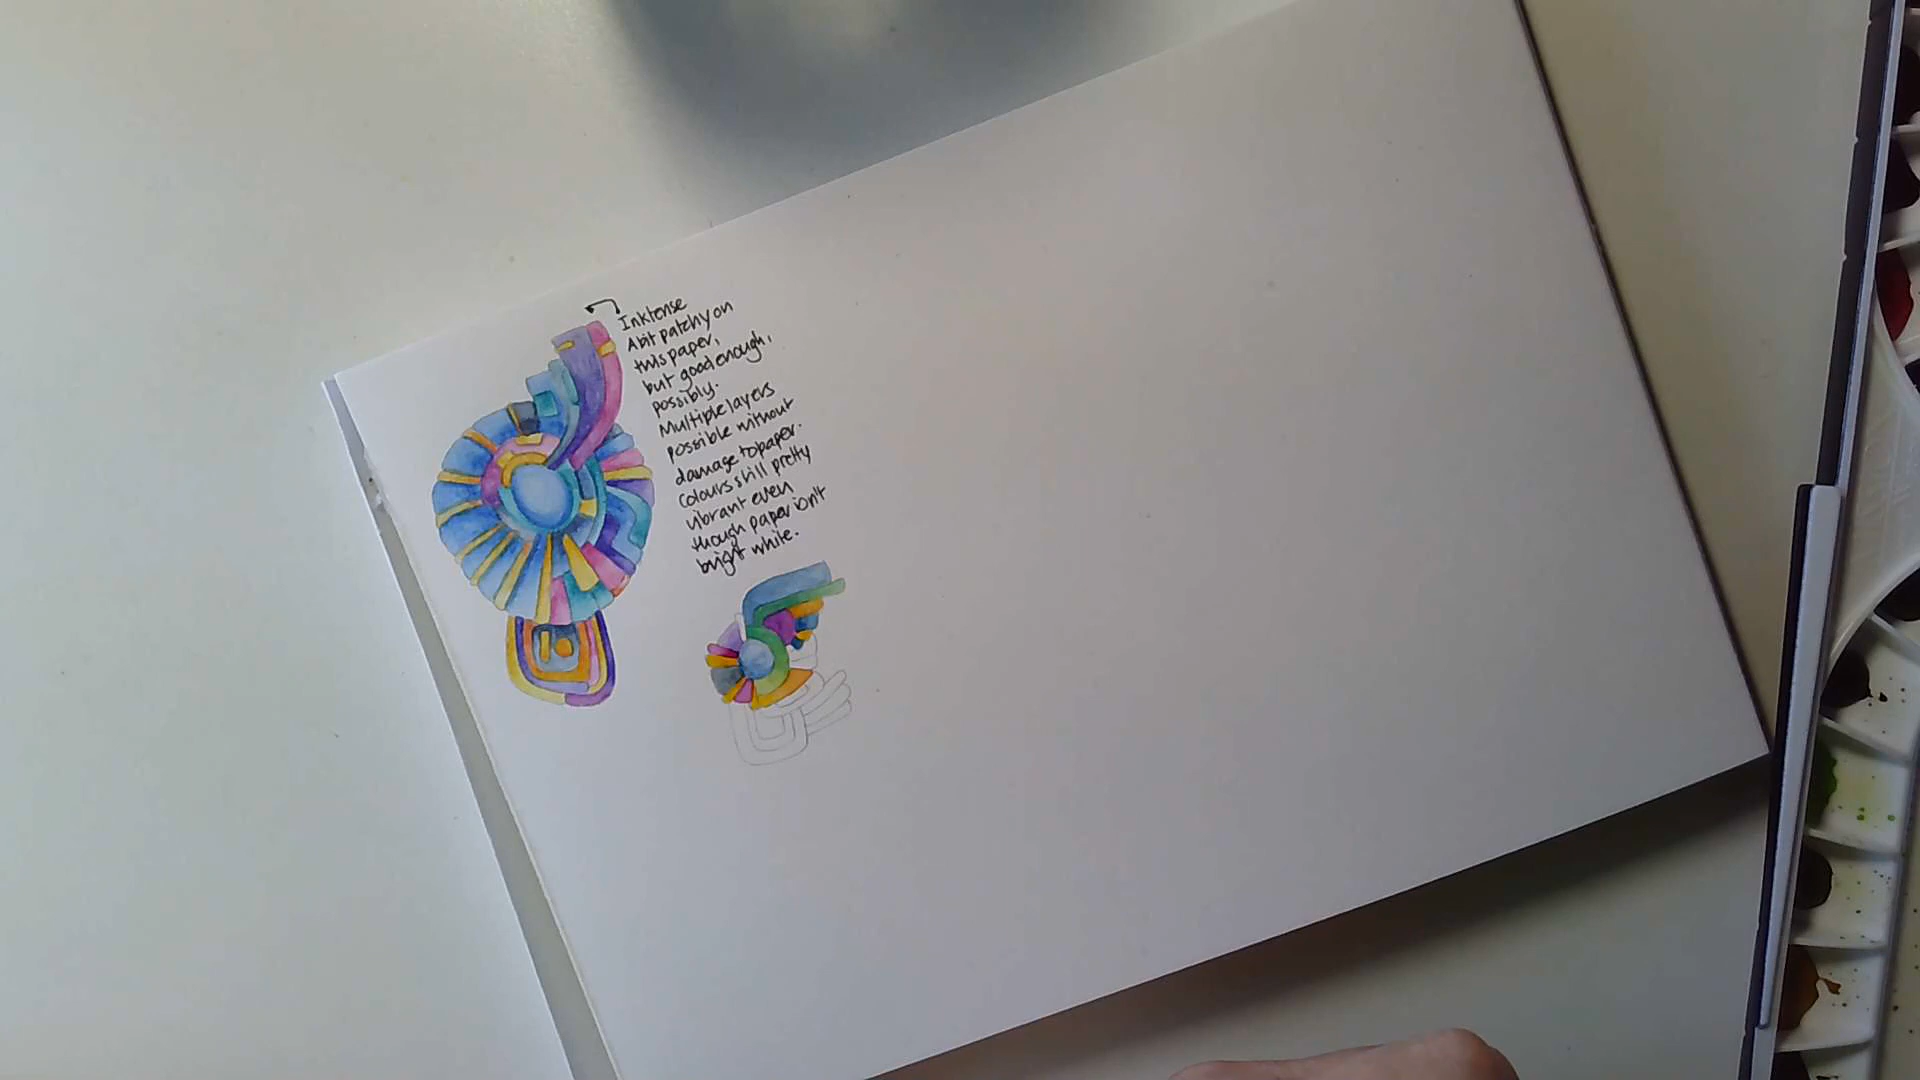 Inktense
A bit patchy on
this paper,
but good enough,
possibly.
Multiple layers
possible without
damage to paper.
Colours still pretty
vibrant even
though paper isn't
bright white.